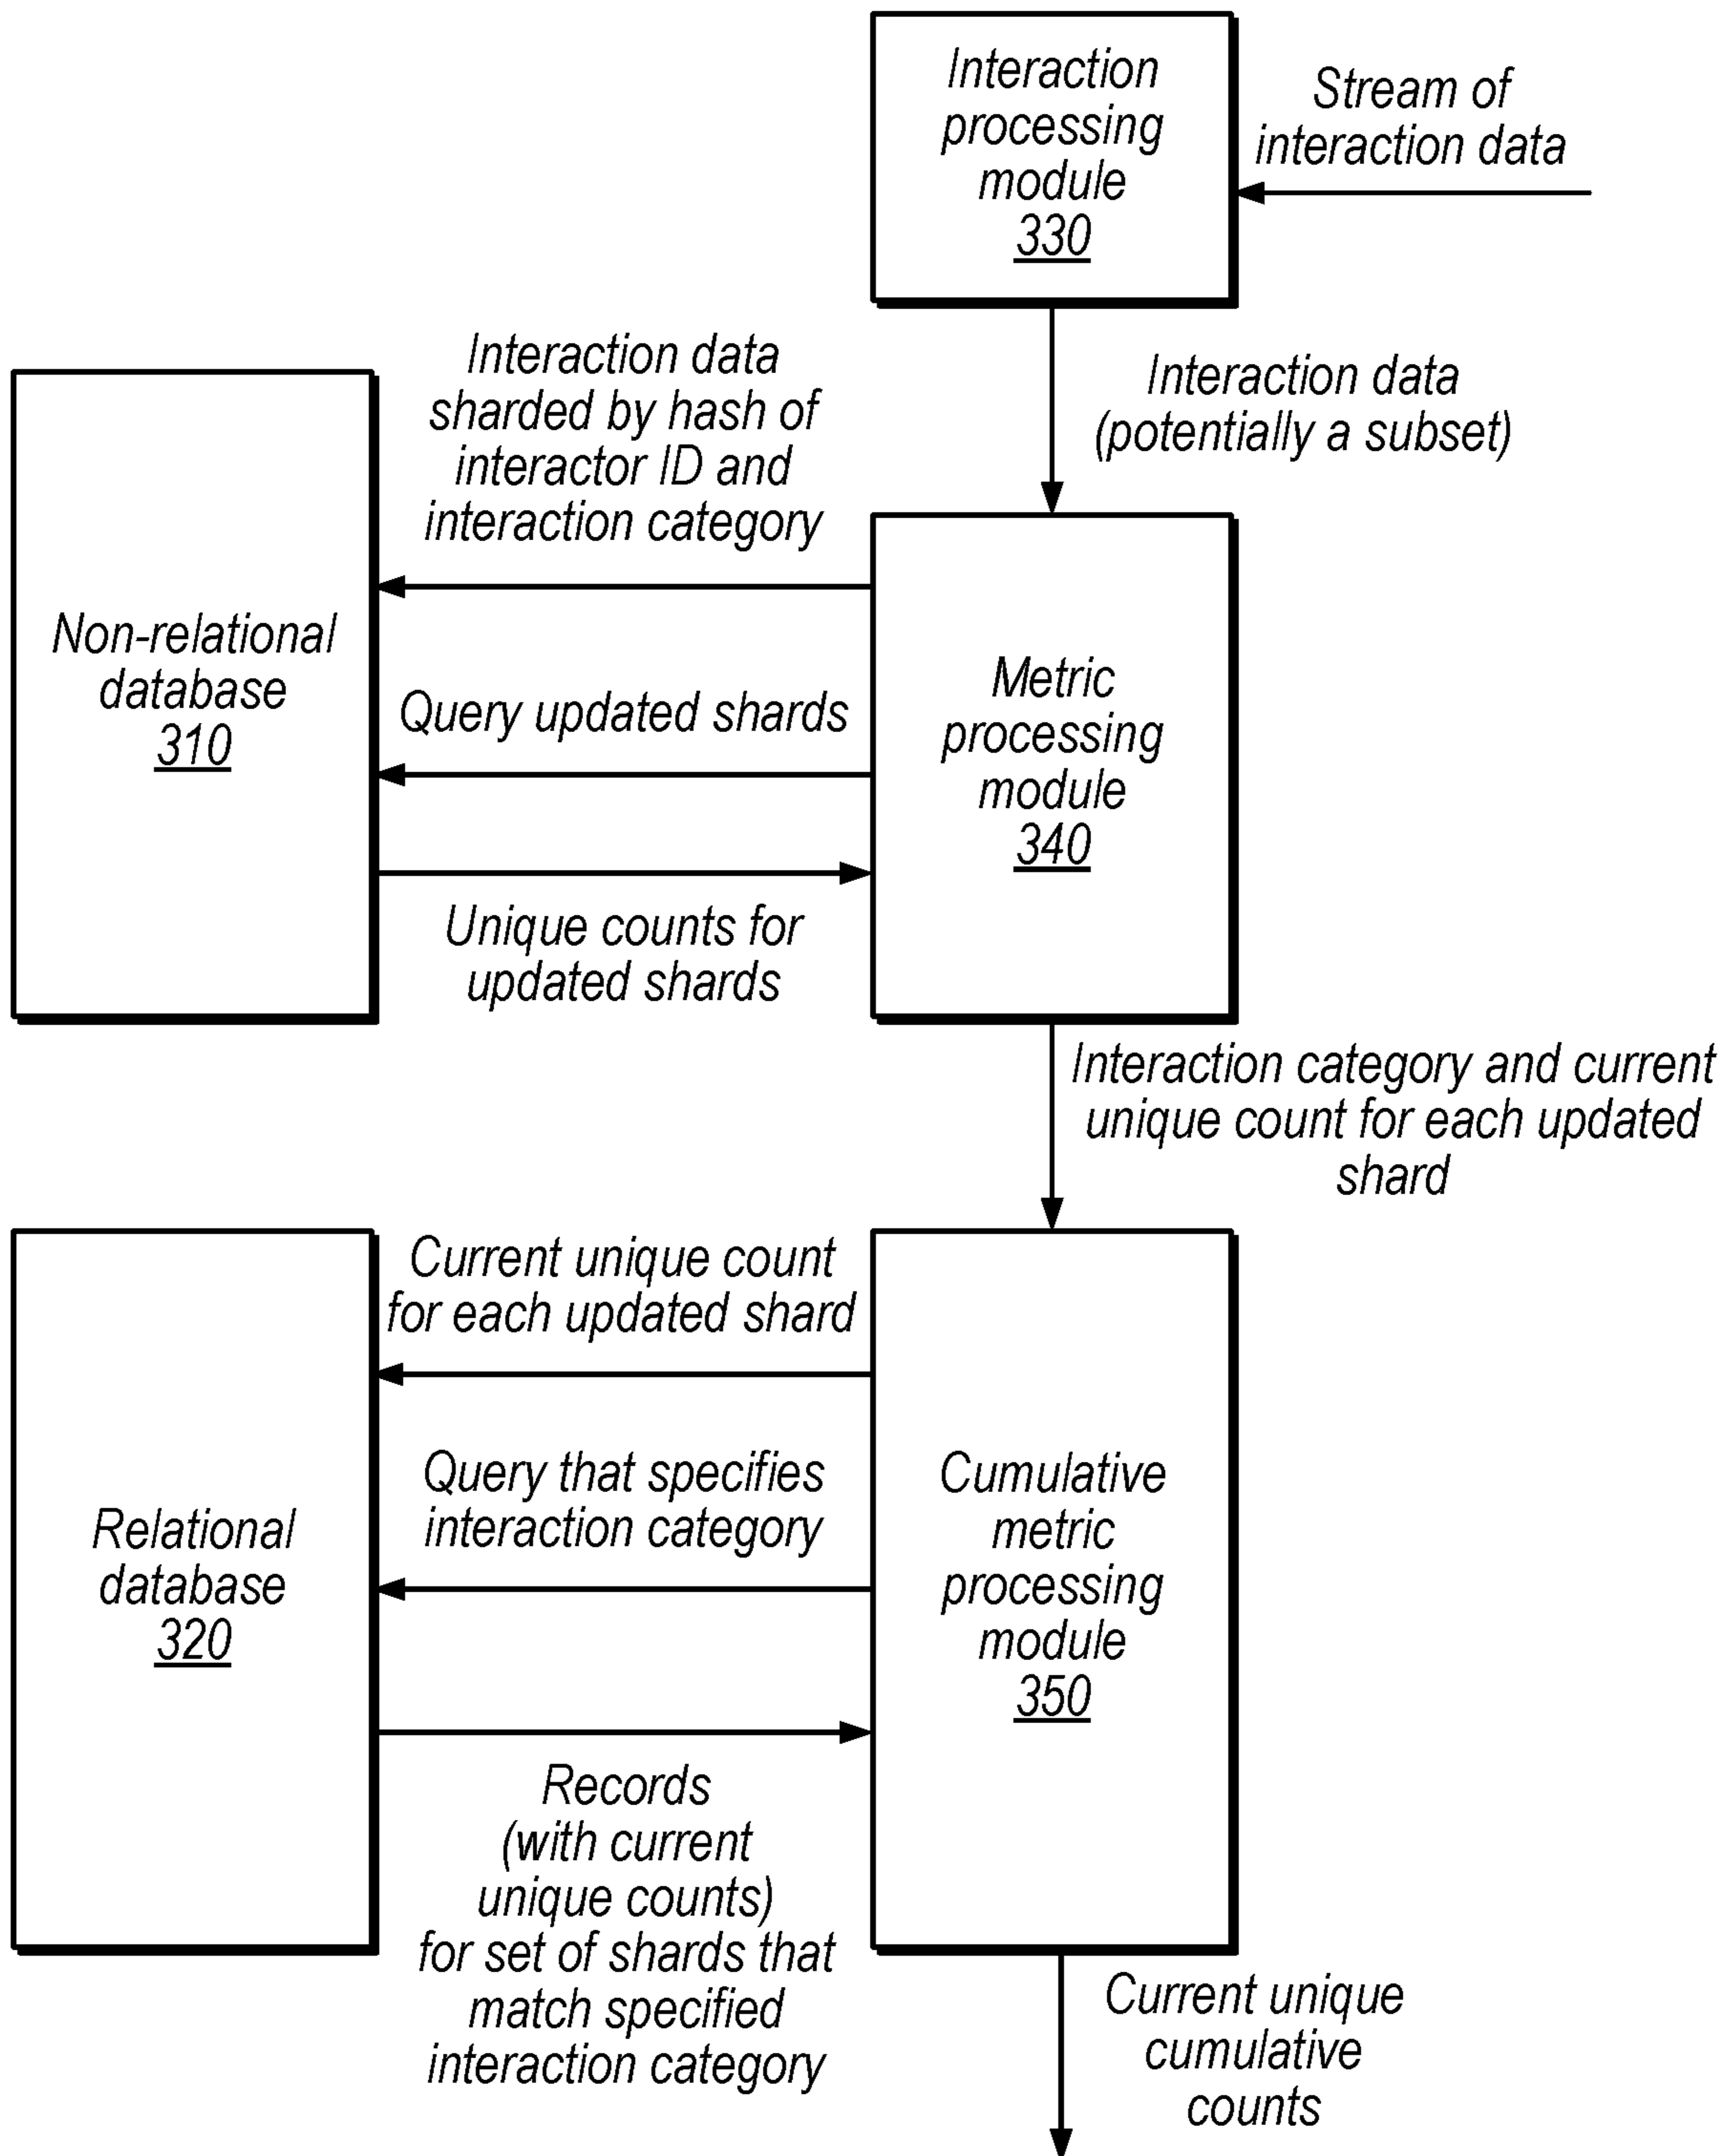 Interaction
processing
module
330
Stream of
interaction data
Interaction data
(potentially a subset)
Interaction data
sharded by hash of
interactor ID and
interaction category
Non-relational
database
310
Query updated shards
Metric
processing
module
340
Unique counts for
updated shards
Interaction category and current
unique count for each updated
shard
Current unique count
for each updated shard
Query that specifies
interaction category
Relational
database
320
Cumulative
metric
processing
module
350
Records
(with current
unique counts)
for set of shards that
match specified
interaction category
Current unique
cumulative
counts